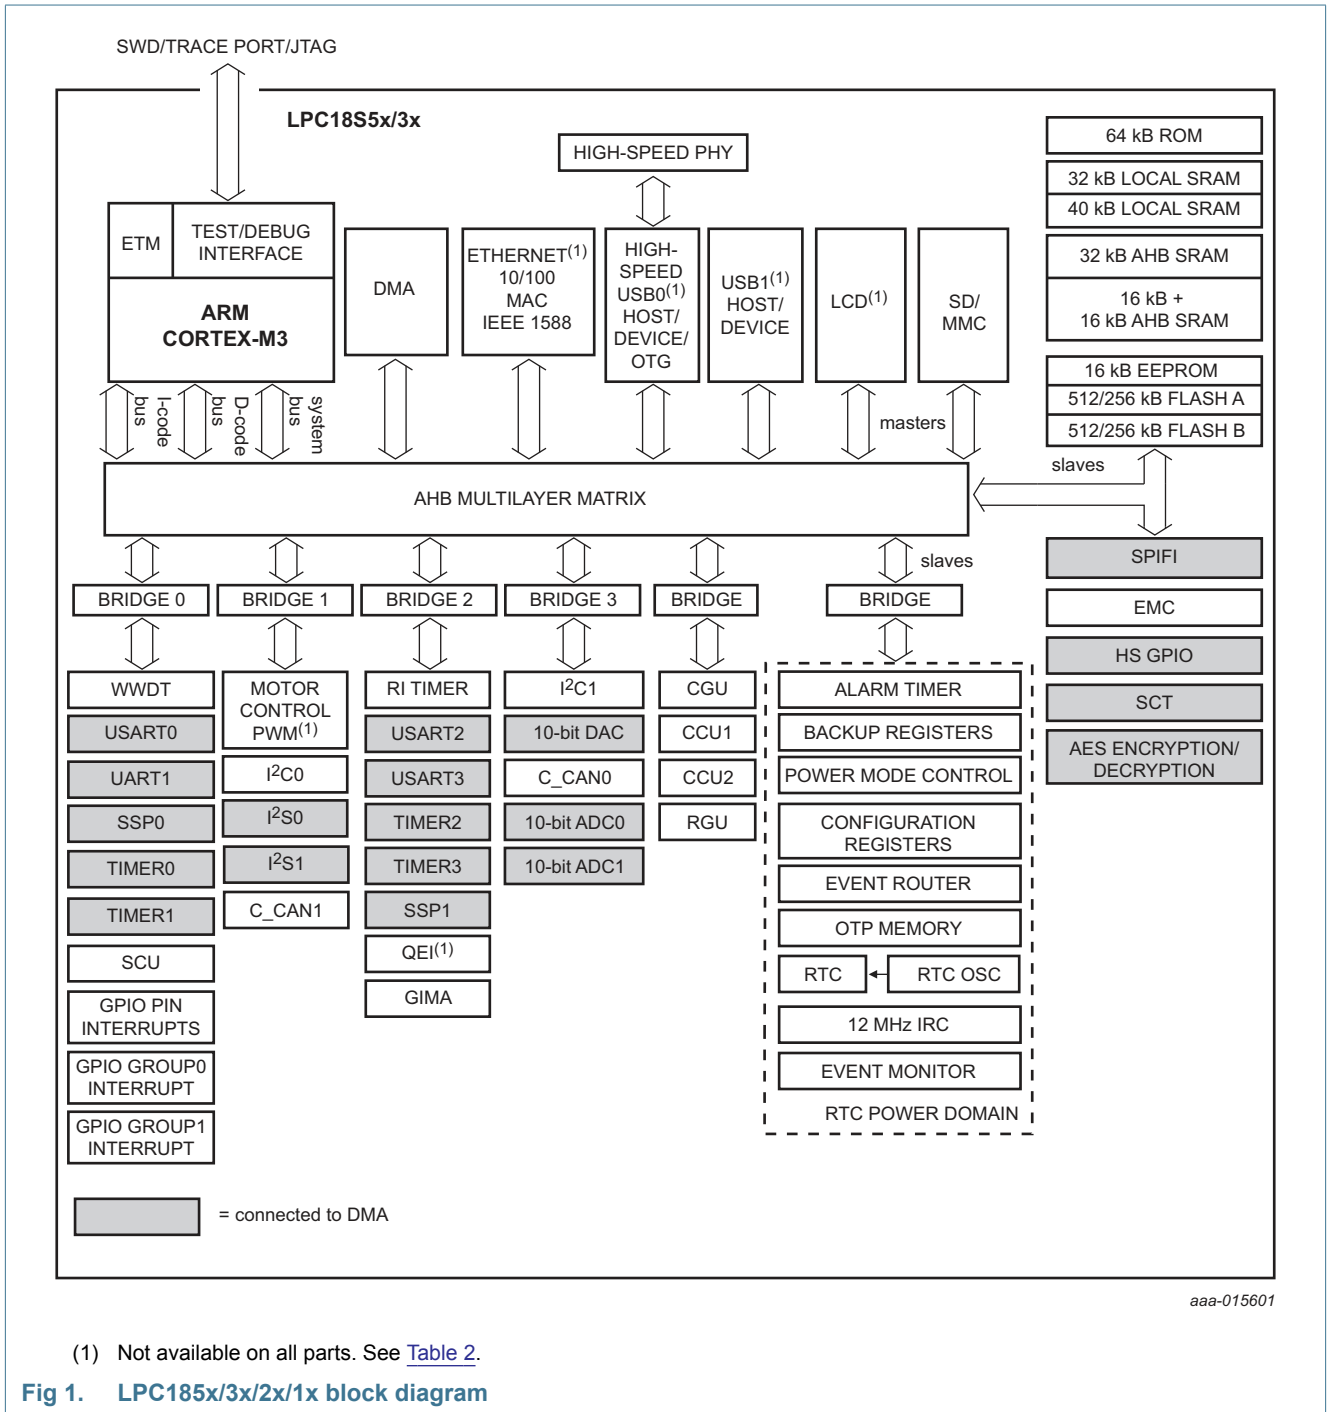 SWD/TRACE PORT/JTAG
LPC18S5x/3x
HIGH-SPEED PHY
ETM
TEST/DEBUG
INTERFACE
ARM
CORTEX-M3
DMA
ETHERNET(1)
10/100
MAC
IEEE 1588
HIGH-
SPEED
USB0(1)
HOST/
DEVICE/
OTG
USB1(1)
HOST/
DEVICE
LCD(1)
SD/
MMC
64 kB ROM
32 kB LOCAL SRAM
40 kB LOCAL SRAM
32 kB AHB SRAM
16 kB +
16 kB AHB SRAM
16 kB EEPROM
512/256 kB FLASH A
512/256 kB FLASH B
I-code
bus
D-code
bus
system
bus
masters
slaves
AHB MULTILAYER MATRIX
slaves
BRIDGE 0
BRIDGE 1
BRIDGE 2
BRIDGE 3
BRIDGE
BRIDGE
WWDT
USART0
UART1
SSP0
TIMER0
TIMER1
SCU
GPIO PIN
INTERRUPTS
GPIO GROUP0
INTERRUPT
GPIO GROUP1
INTERRUPT
MOTOR
CONTROL
PWM(1)
I2C0
I2S0
I2S1
C_CAN1
RI TIMER
USART2
USART3
TIMER2
TIMER3
SSP1
QEI(1)
GIMA
I2C1
10-bit DAC
C_CAN0
10-bit ADC0
10-bit ADC1
CGU
CCU1
CCU2
RGU
ALARM TIMER
BACKUP REGISTERS
POWER MODE CONTROL
CONFIGURATION
REGISTERS
EVENT ROUTER
OTP MEMORY
RTC
RTC OSC
12 MHz IRC
EVENT MONITOR
RTC POWER DOMAIN
SPIFI
EMC
HS GPIO
SCT
AES ENCRYPTION/
DECRYPTION
= connected to DMA
aaa-015601
(1) Not available on all parts. See Table 2.
Fig 1. LPC185x/3x/2x/1x block diagram